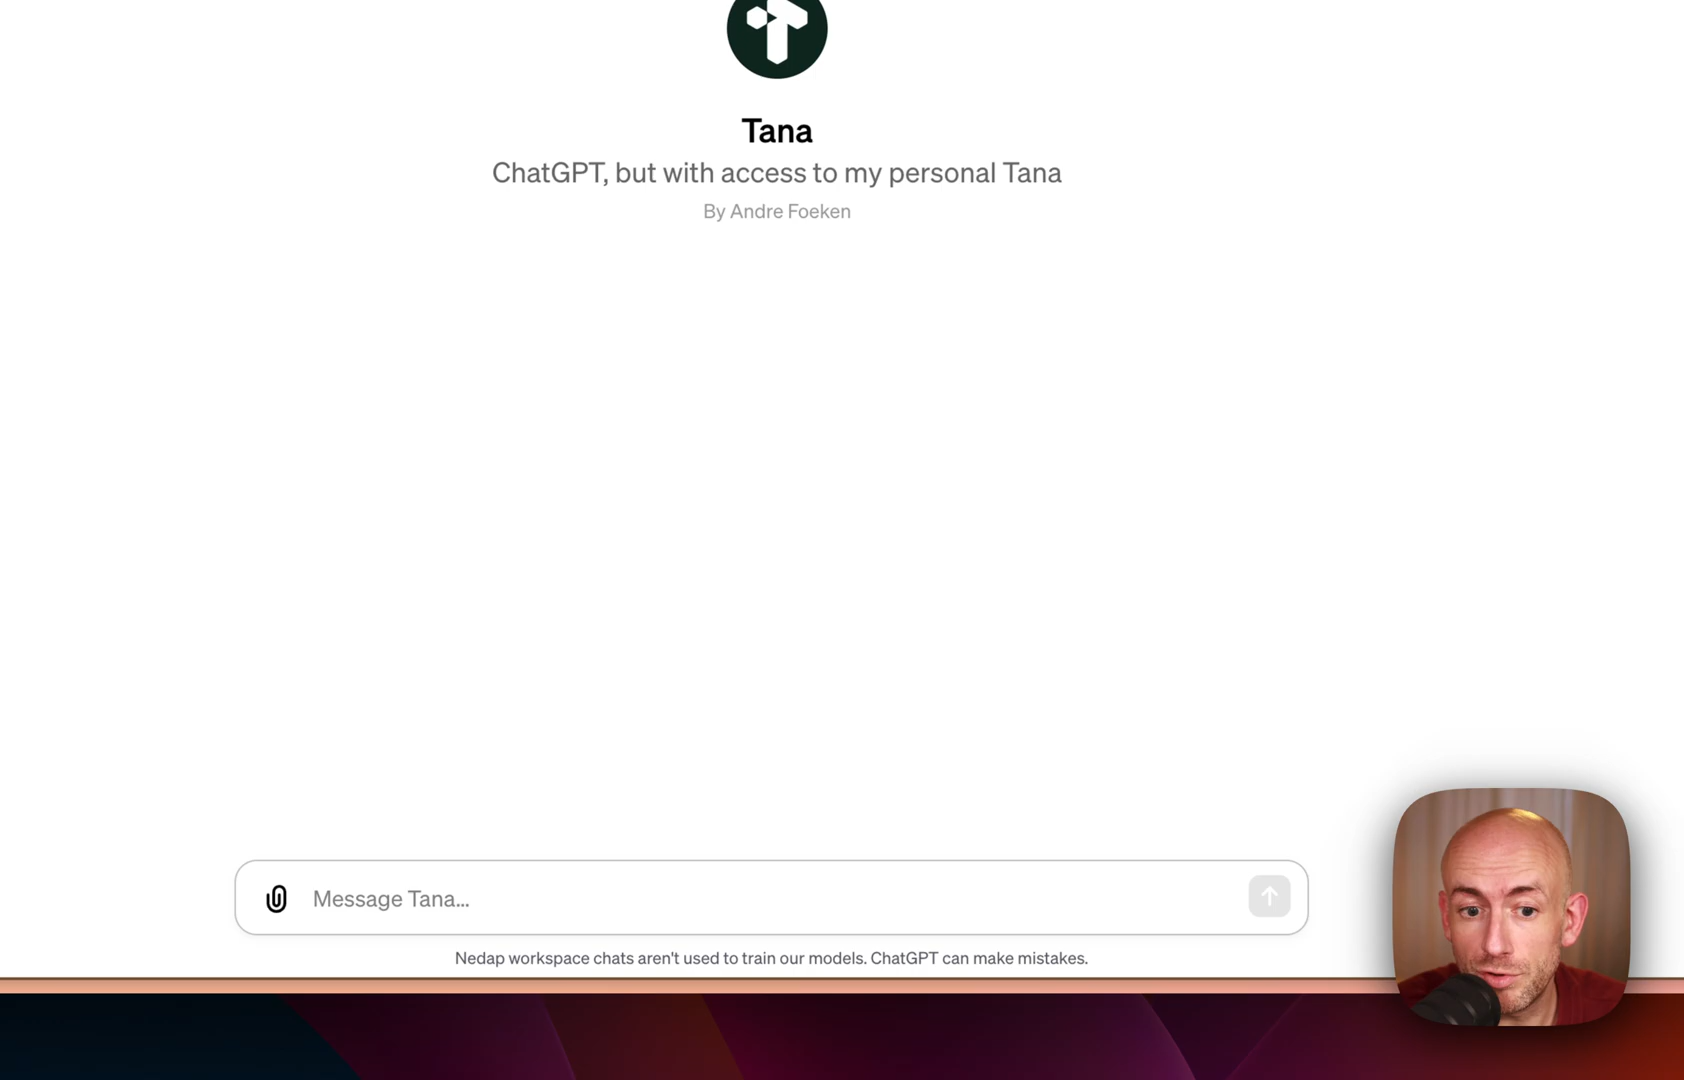 Tana
ChatGPT, but with access to my personal Tana
By Andre Foeken
Message Tana...
Nedap workspace chats aren't used to train our models. ChatGPT can make mistakes.